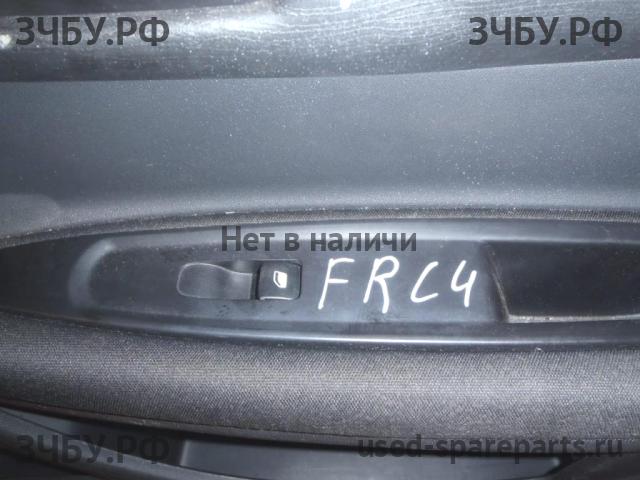 ЗЧБУ.РФ ЗЧБУ.РФ
Нет в наличи
FRC4
ЗЧБУ.РФ used-spareparts.ru